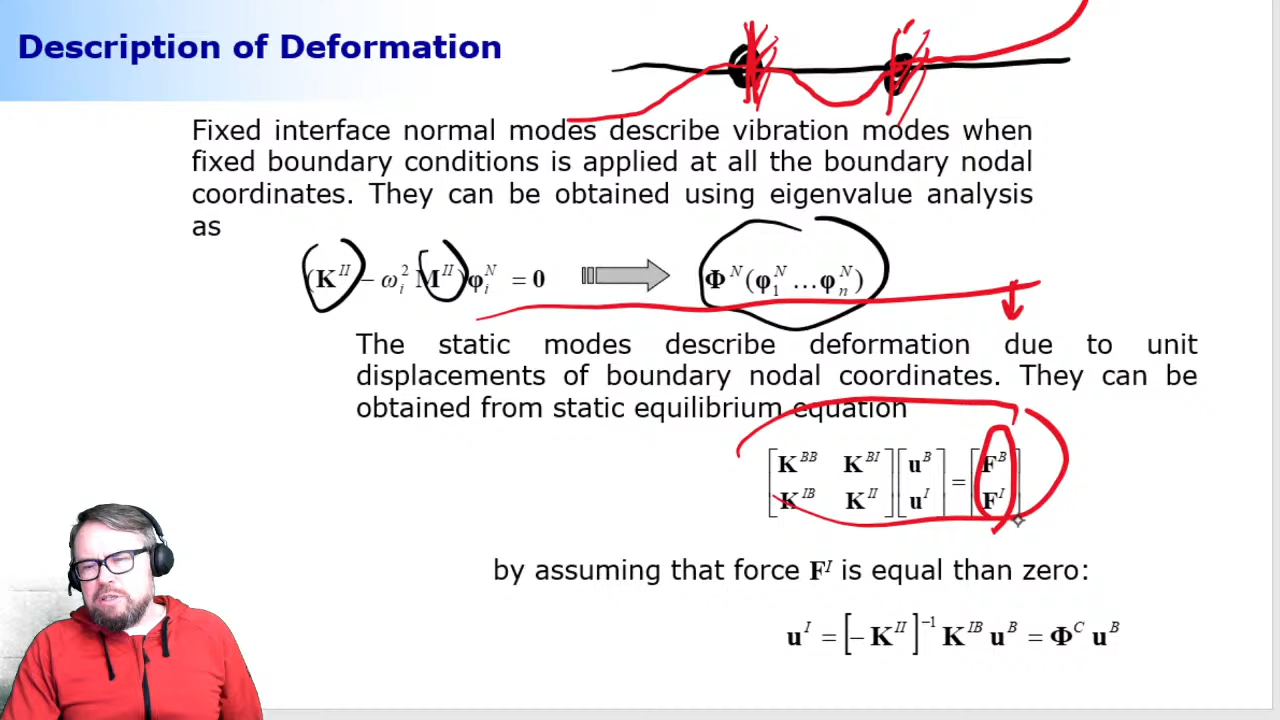 Description of Deformation
Fixed interface normal modes describe vibration modes when
fixed boundary conditions is applied at all the boundary nodal
coordinates. They can be obtained using eigenvalue analysis
as
(K^{II} − ω_i^2 M^{II})φ_i^N = 0 ⇒ Φ^N(φ_1^N…φ_n^N)
The static modes describe deformation due to unit
displacements of boundary nodal coordinates. They can be
obtained from static equilibrium equation
[K^{BB} K^{BI}] [u^B] = [F^B]
[K^{IB} K^{II}] [u^I] [F^I]
by assuming that force F^I is equal than zero:
u^I = [−K^{II}]^{−1} K^{IB} u^B = Φ^C u^B